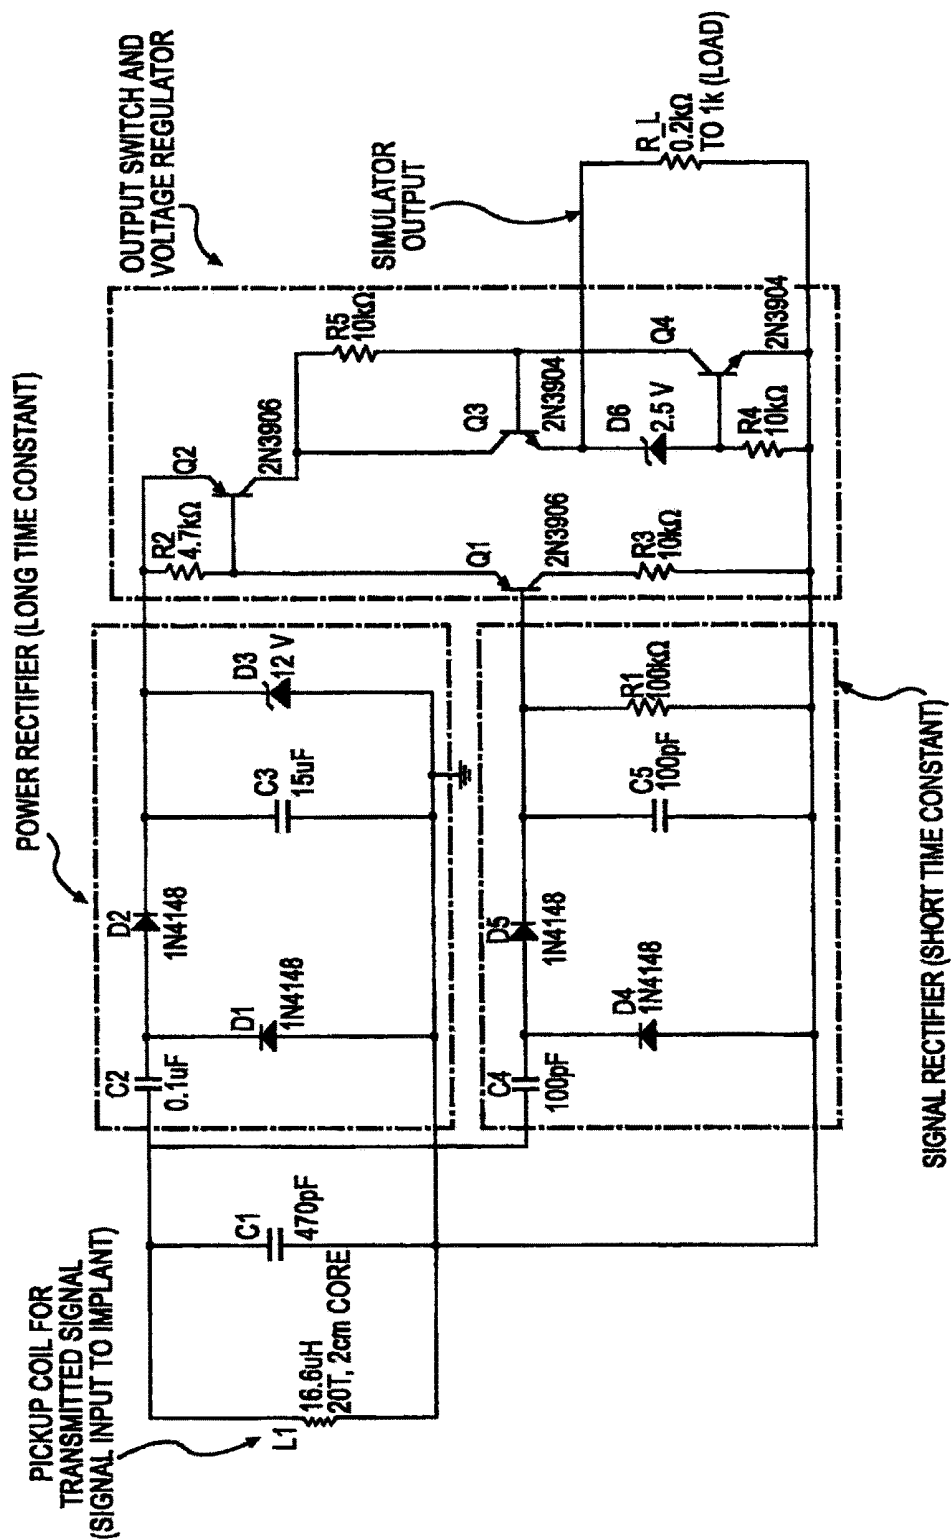 PICKUP COIL FOR
TRANSMITTED SIGNAL
(SIGNAL INPUT TO IMPLANT)
L1
16.6uH
20T, 2cm CORE
C1
470pF
POWER RECTIFIER (LONG TIME CONSTANT)
C2
0.1uF
D1
1N4148
D2
1N4148
C3
15uF
D3
12 V
SIGNAL RECTIFIER (SHORT TIME CONSTANT)
C4
100pF
D4
1N4148
D5
1N4148
C5
100pF
R1
100kΩ
OUTPUT SWITCH AND
VOLTAGE REGULATOR
R2
4.7kΩ
Q2
2N3906
Q1
2N3906
R3
10kΩ
R5
10kΩ
Q3
2N3904
D6
2.5 V
Q4
2N3904
R4
10kΩ
SIMULATOR
OUTPUT
R_L
0.2kΩ
TO 1k (LOAD)